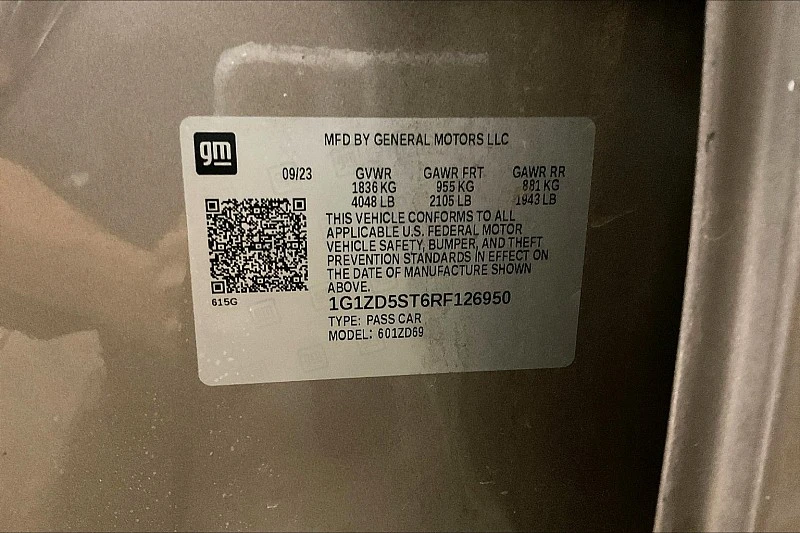 gm
MFD BY GENERAL MOTORS LLC
09/23 GVWR GAWR FRT GAWR RR
1836 KG 955 KG 881 KG
4048 LB 2105 LB 1943 LB
THIS VEHICLE CONFORMS TO ALL
APPLICABLE U.S. FEDERAL MOTOR
VEHICLE SAFETY, BUMPER, AND THEFT
PREVENTION STANDARDS IN EFFECT ON
THE DATE OF MANUFACTURE SHOWN
ABOVE.
615G
1G1ZD5ST6RF126950
TYPE: PASS CAR
MODEL: 601ZD69